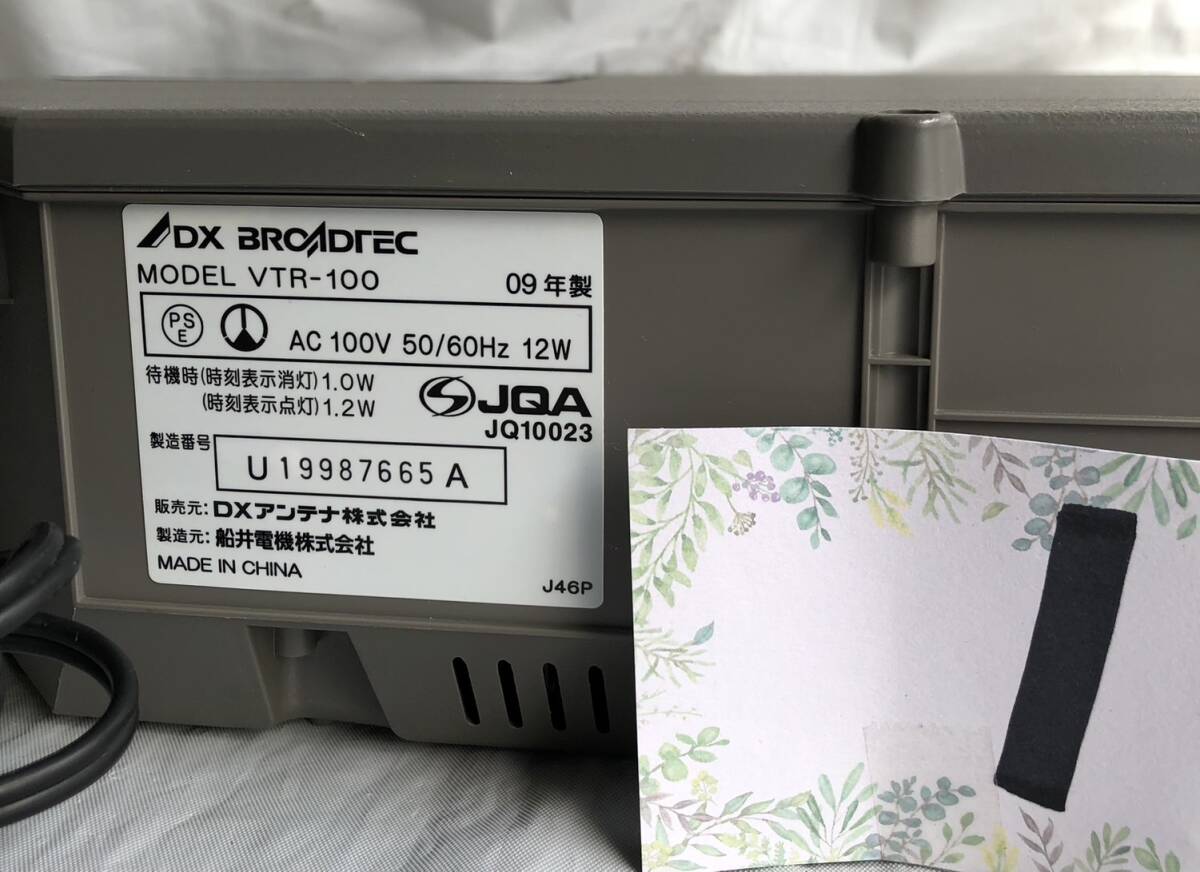 DX BROADTEC
MODEL VTR-100 09年製
PS E AC 100V 50/60Hz 12W
待機時(時刻表示消灯)1.0W
(時刻表示点灯)1.2W
JQA
JQ10023
製造番号 U19987665A
販売元:DXアンテナ株式会社
製造元:船井電機株式会社
MADE IN CHINA J46P